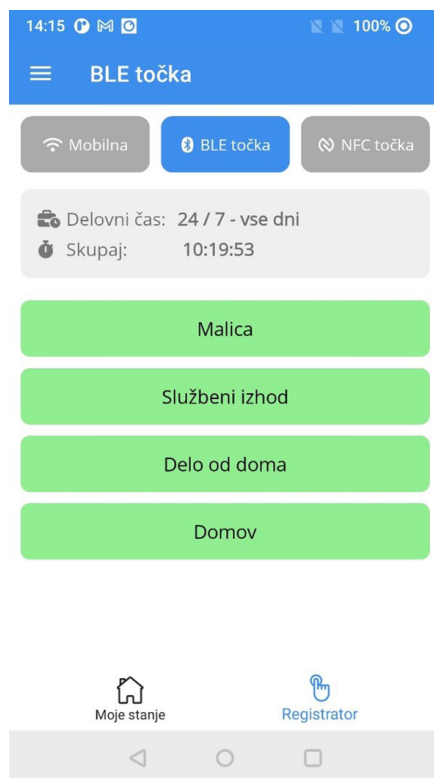 14:15 100%
BLE točka
Mobilna BLE točka NFC točka
Delovni čas: 24 / 7 - vse dni
Skupaj: 10:19:53
Malica
Službeni izhod
Delo od doma
Domov
Moje stanje Registrator